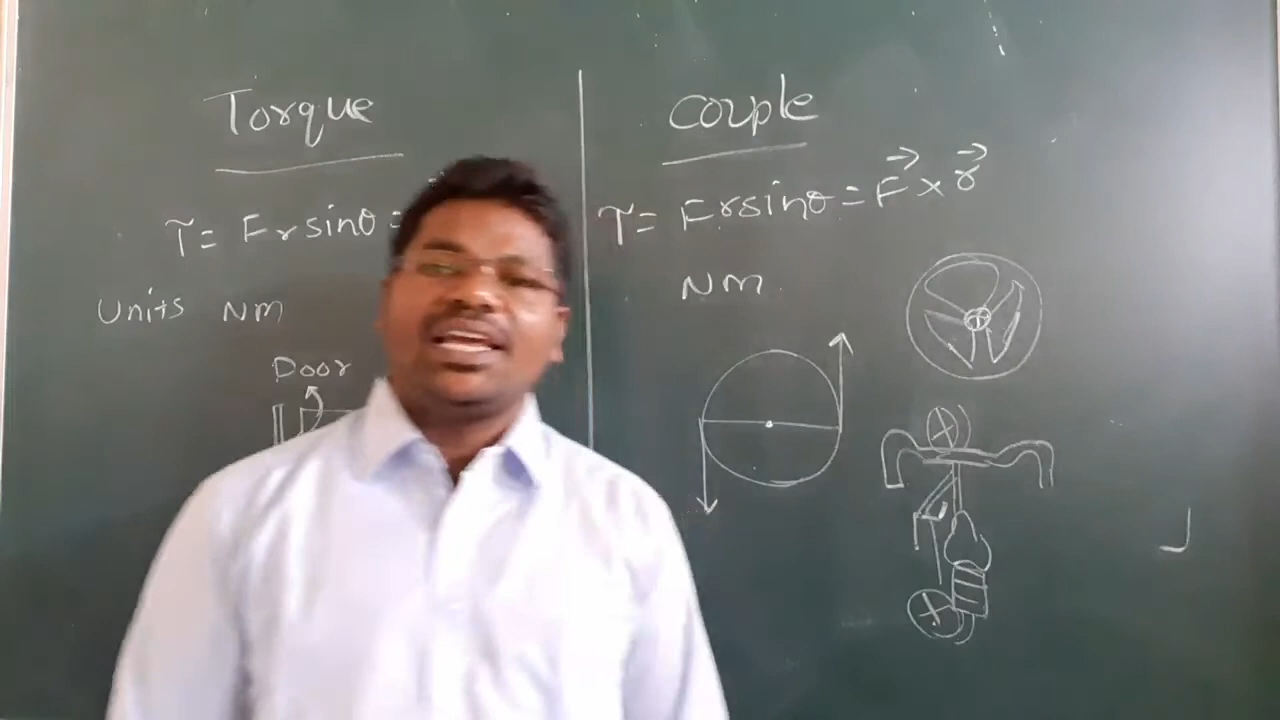 Torque
τ = F r sinθ =
Units NM
Door
Couple
τ = F r sinθ = F⃗ × r⃗
NM